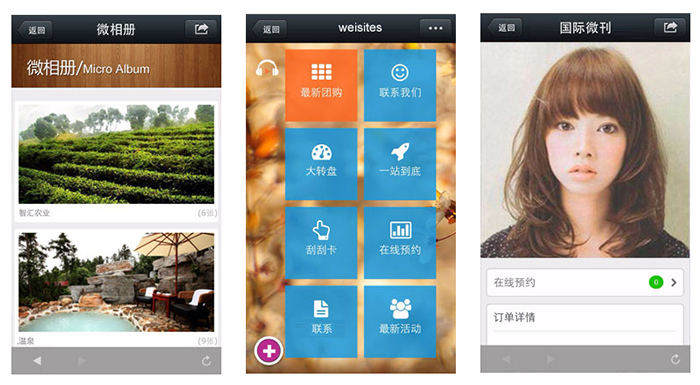 返回
微相册
微相册/Micro Album
智汇农业
(6张)
.温泉
(9张)
返回
weisites
最新团购
联系我们
大转盘
一站到底
刮刮卡
在线预约
联系
最新活动
返回
国际微刊
在线预约
0
订单详情